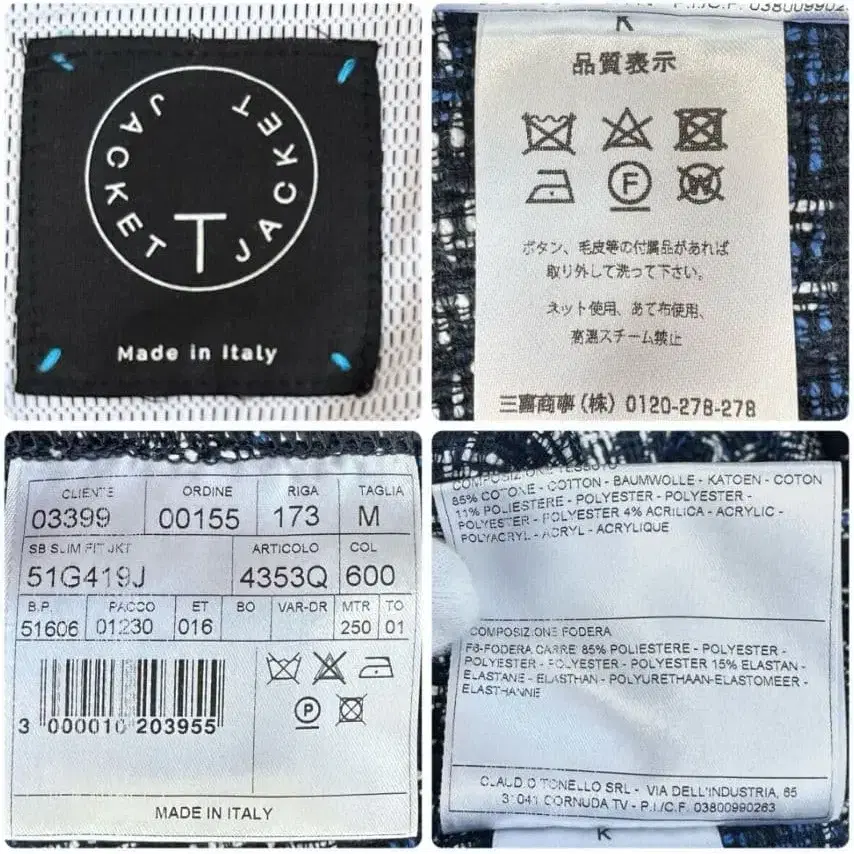 JACKET
T
JACKET
Made in Italy
K
品質表示
F
W
ボタン、毛皮等の付属品があれば
取り外して洗って下さい。
ネット使用、あて布使用、
高温スチーム禁止
三喜商事(株) 0120-278-278
CLIENTE ORDINE RIGA TAGLIA
03399 00155 173 M
SB SLIM FIT JKT ARTICOLO COL
51G419J 4353Q 600
B.P. PACCO ET BO VAR-DR MTR TO
51606 01230 016 250 01
3 000010 203955
P
MADE IN ITALY
COMPOSIZIONE TESSUTO
85% COTONE - COTTON - BAUMWOLLE - KATOEN - COTON
11% POLIESTERE - POLYESTER - POLYESTER -
POLYESTER - POLYESTER 4% ACRILICA - ACRYLIC -
POLYACRYL - ACRYL - ACRYLIQUE
COMPOSIZIONE FODERA
F6-FODERA CARRE' 85% POLIESTERE - POLYESTER -
POLYESTER - POLYESTER - POLYESTER 15% ELASTAN -
ELASTANE - ELASTHAN - POLYURETHAAN-ELASTOMEER -
ELASTHANNE
CLAUDIO TONELLO SRL - VIA DELL'INDUSTRIA, 65
31041 CORNUDA TV - P.I./C.F. 03800990263
K